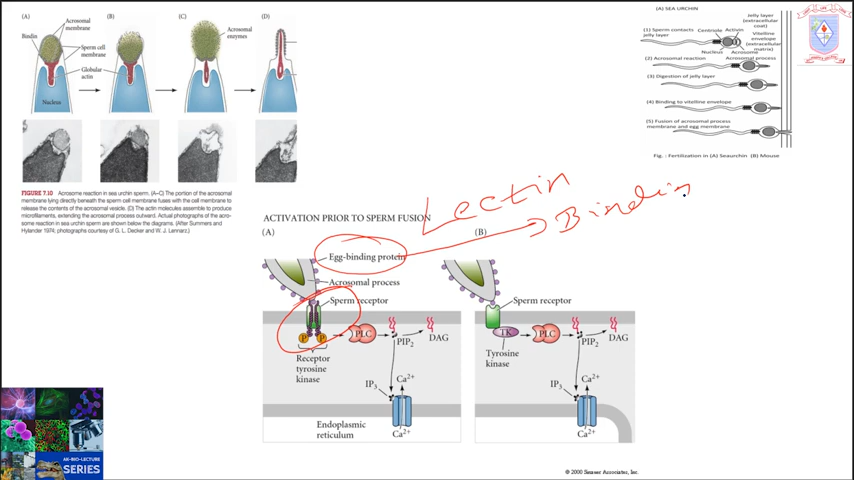 (A)
(B)
(C)
(D)
Acrosomal
membrane
Bindin
Sperm cell
membrane
Globular
actin
Nucleus
Acrosomal
enzymes
FIGURE 7.10 Acrosome reaction in sea urchin sperm. (A–C) The portion of the acrosomal
membrane lying directly beneath the sperm cell membrane fuses with the cell membrane to
release the contents of the acrosomal vesicle. (D) The actin molecules assemble to produce
microfilaments, extending the acrosomal process outward. Actual photographs of the acro-
some reaction in sea urchin sperm are shown below the diagrams. (After Summers and
Hylander 1974; photographs courtesy of G. L. Decker and W. J. Lennarz.)
(A) SEA URCHIN
Jelly layer
(extracellular
coat)
(1) Sperm contacts
jelly layer
Centriole
Activin
Vitelline
envelope
(extracellular
matrix)
Nucleus
Acrosome
(2) Acrosomal reaction
Acrosomal process
(3) Digestion of jelly layer
(4) Binding to vitelline envelope
(5) Fusion of acrosomal process
membrane and egg membrane
Fig. : Fertilization in (A) Seaurchin (B) Mouse
Lectin
Bindin
ACTIVATION PRIOR TO SPERM FUSION
(A)
(B)
Egg-binding protein
Acrosomal process
Sperm receptor
P
P
PLC
PIP2
DAG
Receptor
tyrosine
kinase
IP3
Ca2+
Endoplasmic
reticulum
Ca2+
Sperm receptor
TK
PLC
PIP2
DAG
Tyrosine
kinase
IP3
Ca2+
Ca2+
© 2000 Sinauer Associates, Inc.
AK-BIO-LECTURE
SERIES